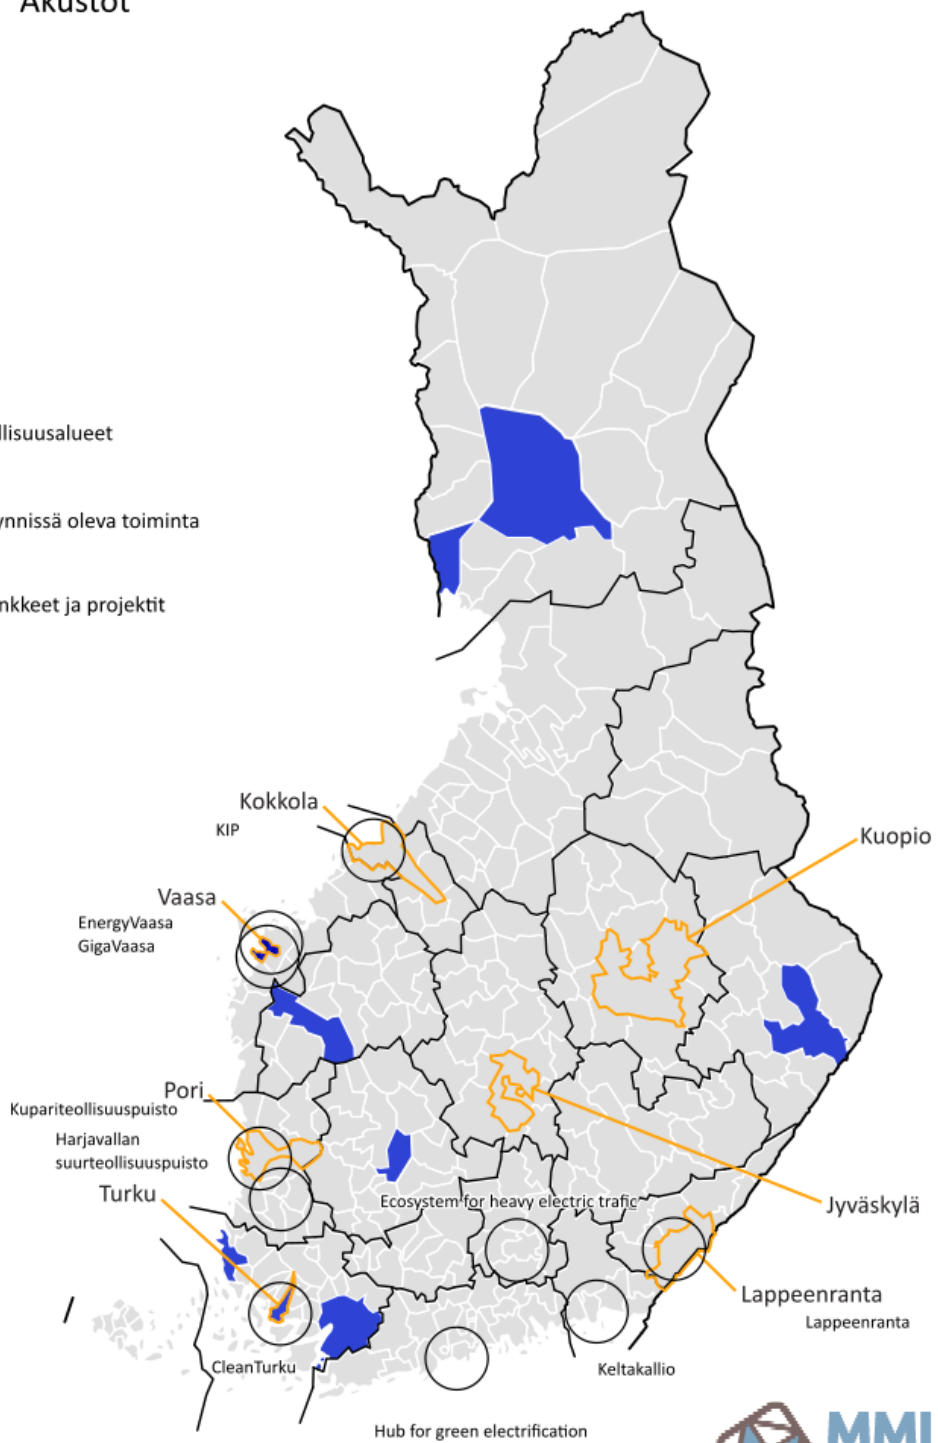 Akustot
llisuusalueet
ynnissä oleva toiminta
nkkeet ja projektit
Kokkola
KIP
Kuopio
Vaasa
EnergyVaasa
GigaVaasa
Pori
Kupariteollisuuspuisto
Harjavallan
suurteollisuuspuisto
Turku
Ecosystem for heavy electric trafic
Jyväskylä
Lappeenranta
Lappeenranta
CleanTurku
Keltakallio
Hub for green electrification
MMI